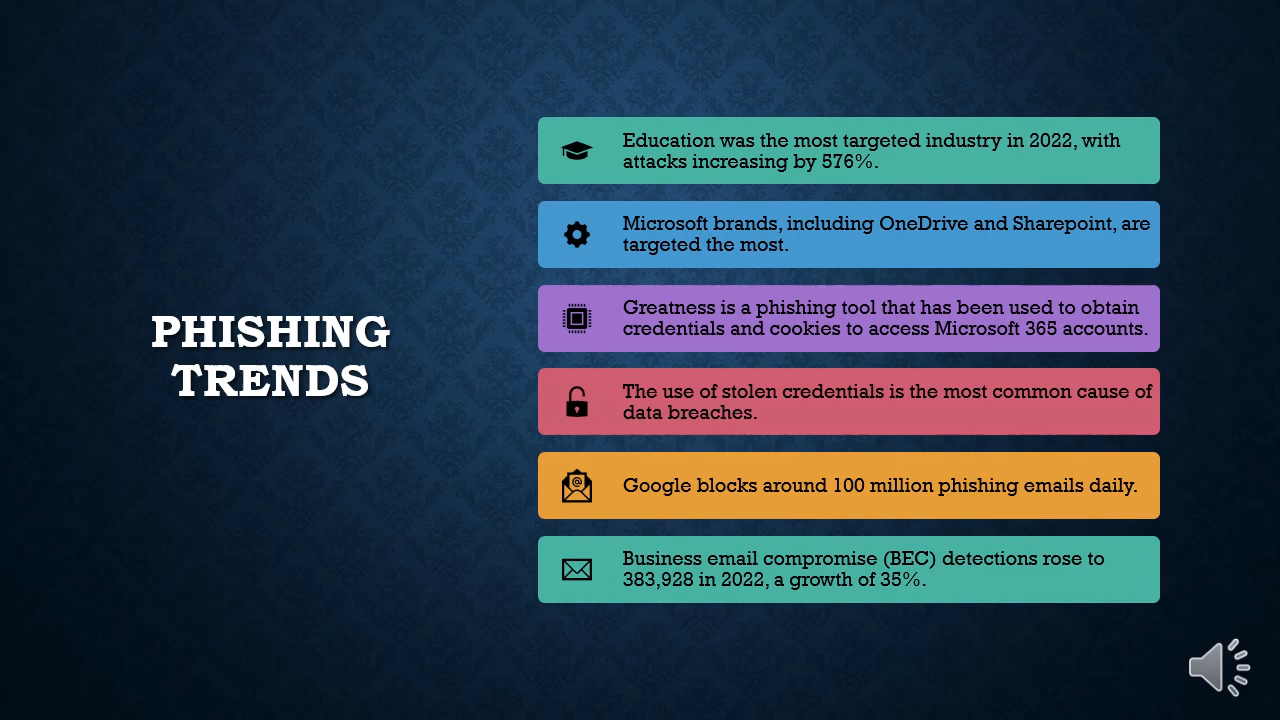 PHISHING
TRENDS
Education was the most targeted industry in 2022, with
attacks increasing by 576%.
Microsoft brands, including OneDrive and Sharepoint, are
targeted the most.
Greatness is a phishing tool that has been used to obtain
credentials and cookies to access Microsoft 365 accounts.
The use of stolen credentials is the most common cause of
data breaches.
Google blocks around 100 million phishing emails daily.
Business email compromise (BEC) detections rose to
383,928 in 2022, a growth of 35%.